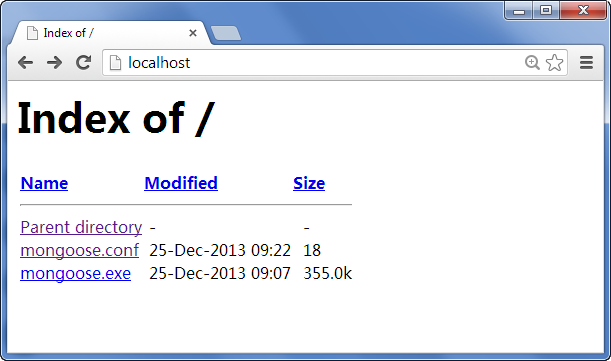 Index of /
localhost
Index of /
Name Modified Size
Parent directory - -
mongoose.conf 25-Dec-2013 09:22 18
mongoose.exe 25-Dec-2013 09:07 355.0k